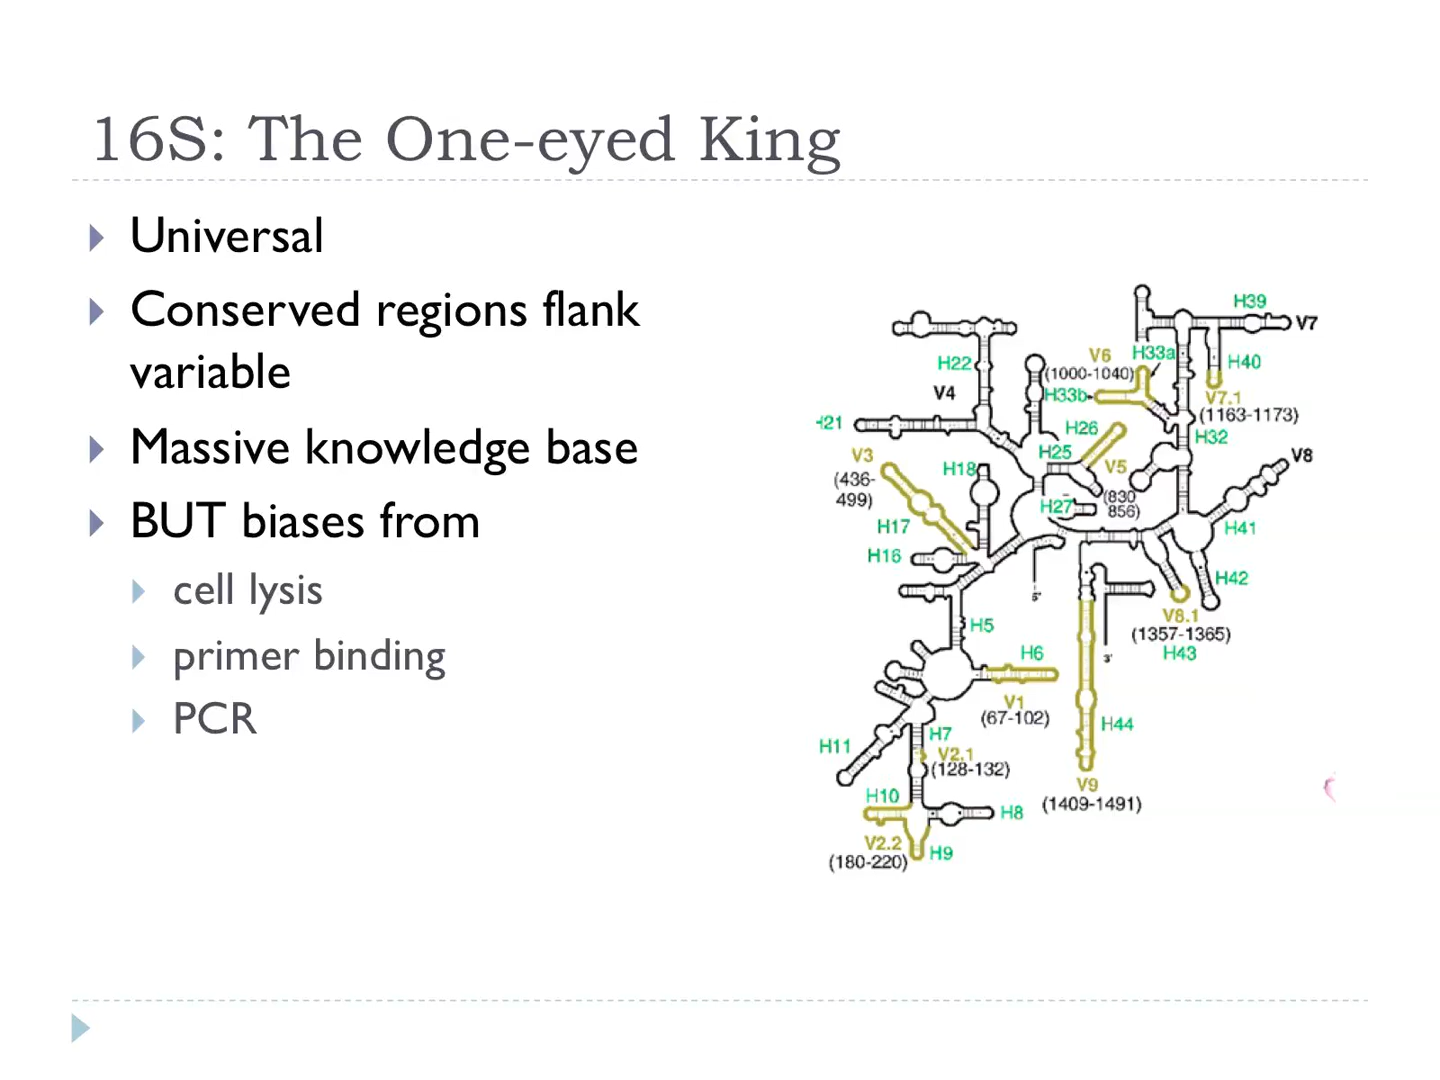 16S: The One-eyed King
Universal
Conserved regions flank
variable
Massive knowledge base
BUT biases from
cell lysis
primer binding
PCR
H39
V7
V6
H33a
H22
(1000-1040)
H40
V4
H33b
V7.1
(1163-1173)
H21
H26
H32
V3
H25
V8
H18
V5
(436-
499)
(830
856)
H27
H17
H41
H16
H42
5'
V8.1
H5
(1357-1365)
H6
3'
H43
V1
(67-102)
H44
H11
H7
V2.1
(128-132)
V9
H10
(1409-1491)
H8
V2.2
H9
(180-220)